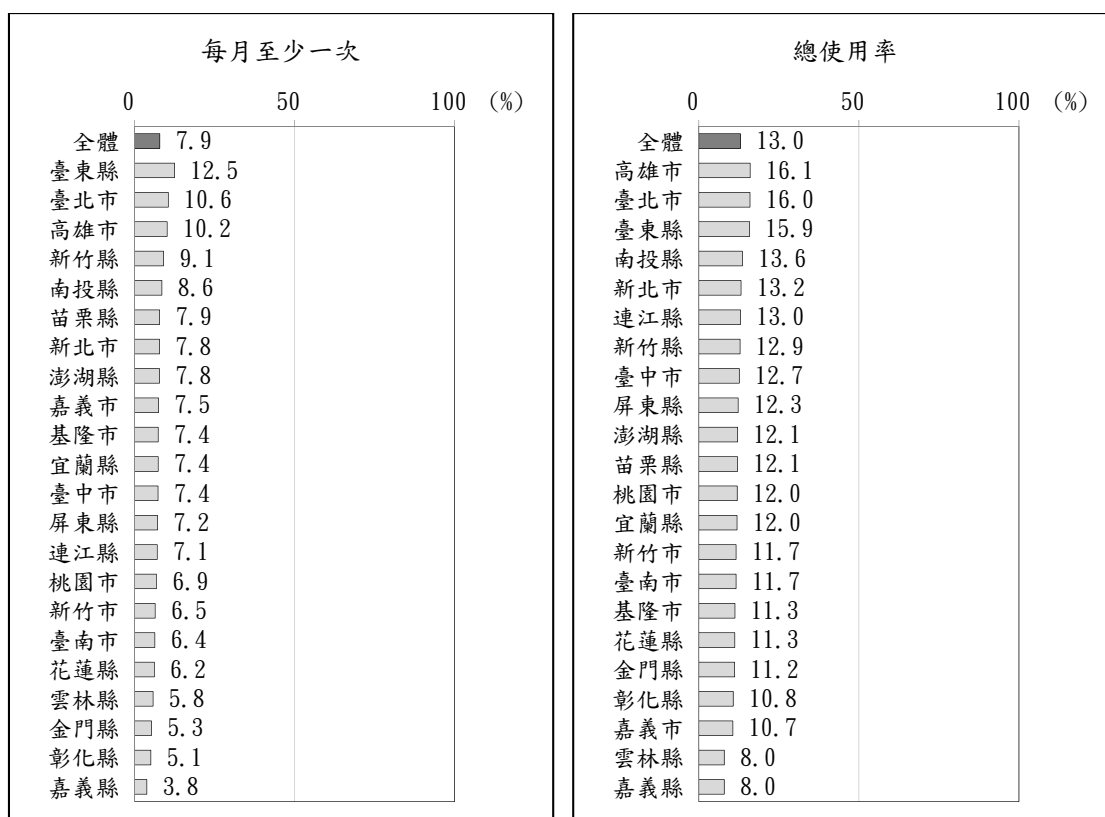 每月至少一次
0 50 100 (%)
全體 7.9
臺東縣 12.5
臺北市 10.6
高雄市 10.2
新竹縣 9.1
南投縣 8.6
苗栗縣 7.9
新北市 7.8
澎湖縣 7.8
嘉義市 7.5
基隆市 7.4
宜蘭縣 7.4
臺中市 7.4
屏東縣 7.2
連江縣 7.1
桃園市 6.9
新竹市 6.5
臺南市 6.4
花蓮縣 6.2
雲林縣 5.8
金門縣 5.3
彰化縣 5.1
嘉義縣 3.8
總使用率
0 50 100 (%)
全體 13.0
高雄市 16.1
臺北市 16.0
臺東縣 15.9
南投縣 13.6
新北市 13.2
連江縣 13.0
新竹縣 12.9
臺中市 12.7
屏東縣 12.3
澎湖縣 12.1
苗栗縣 12.1
桃園市 12.0
宜蘭縣 12.0
新竹市 11.7
臺南市 11.7
基隆市 11.3
花蓮縣 11.3
金門縣 11.2
彰化縣 10.8
嘉義市 10.7
雲林縣 8.0
嘉義縣 8.0